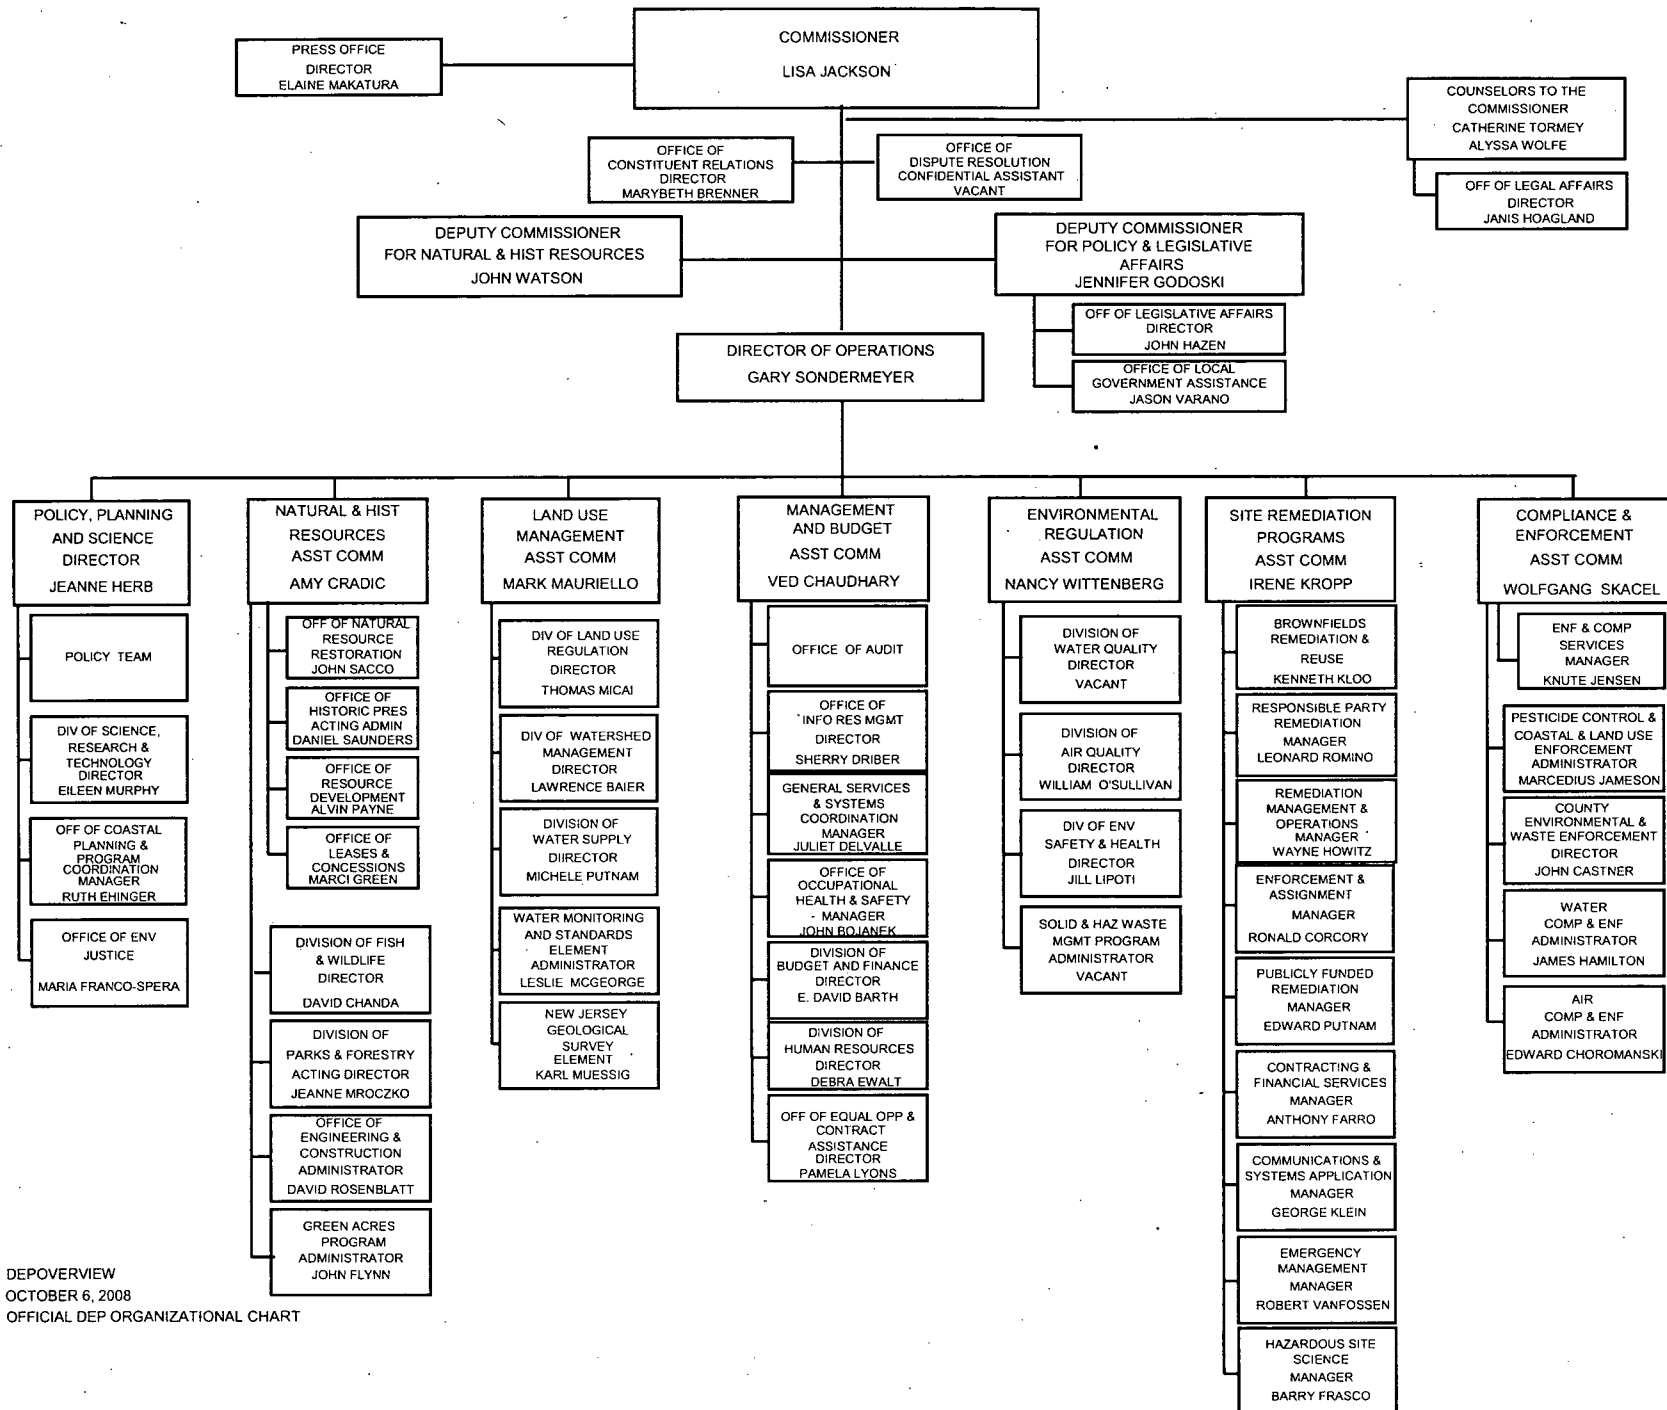 COMMISSIONER
LISA JACKSON
PRESS OFFICE
DIRECTOR
ELAINE MAKATURA
COUNSELORS TO THE
COMMISSIONER
CATHERINE TORMEY
ALYSSA WOLFE
OFF OF LEGAL AFFAIRS
DIRECTOR
JANIS HOAGLAND
OFFICE OF
CONSTITUENT RELATIONS
DIRECTOR
MARYBETH BRENNER
OFFICE OF
DISPUTE RESOLUTION
CONFIDENTIAL ASSISTANT
VACANT
DEPUTY COMMISSIONER
FOR NATURAL & HIST RESOURCES
JOHN WATSON
DEPUTY COMMISSIONER
FOR POLICY & LEGISLATIVE
AFFAIRS
JENNIFER GODOSKI
OFF OF LEGISLATIVE AFFAIRS
DIRECTOR
JOHN HAZEN
OFFICE OF LOCAL
GOVERNMENT ASSISTANCE
JASON VARANO
DIRECTOR OF OPERATIONS
GARY SONDERMEYER
POLICY, PLANNING
AND SCIENCE
DIRECTOR
JEANNE HERB
POLICY TEAM
DIV OF SCIENCE,
RESEARCH &
TECHNOLOGY
DIRECTOR
EILEEN MURPHY
OFF OF COASTAL
PLANNING &
PROGRAM
COORDINATION
MANAGER
RUTH EHINGER
OFFICE OF ENV
JUSTICE
MARIA FRANCO-SPERA
NATURAL & HIST
RESOURCES
ASST COMM
AMY CRADIC
OFF OF NATURAL
RESOURCE
RESTORATION
JOHN SACCO
OFFICE OF
HISTORIC PRES
ACTING ADMIN
DANIEL SAUNDERS
OFFICE OF
RESOURCE
DEVELOPMENT
ALVIN PAYNE
OFFICE OF
LEASES &
CONCESSIONS
MARCI GREEN
DIVISION OF FISH
& WILDLIFE
DIRECTOR
DAVID CHANDA
DIVISION OF
PARKS & FORESTRY
ACTING DIRECTOR
JEANNE MROCZKO
OFFICE OF
ENGINEERING &
CONSTRUCTION
ADMINISTRATOR
DAVID ROSENBLATT
GREEN ACRES
PROGRAM
ADMINISTRATOR
JOHN FLYNN
LAND USE
MANAGEMENT
ASST COMM
MARK MAURIELLO
DIV OF LAND USE
REGULATION
DIRECTOR
THOMAS MICAI
DIV OF WATERSHED
MANAGEMENT
DIRECTOR
LAWRENCE BAIER
DIVISION OF
WATER SUPPLY
DIIRECTOR
MICHELE PUTNAM
WATER MONITORING
AND STANDARDS
ELEMENT
ADMINISTRATOR
LESLIE MCGEORGE
NEW JERSEY
GEOLOGICAL
SURVEY
ELEMENT
KARL MUESSIG
MANAGEMENT
AND BUDGET
ASST COMM
VED CHAUDHARY
OFFICE OF AUDIT
OFFICE OF
INFO RES MGMT
DIRECTOR
SHERRY DRIBER
GENERAL SERVICES
& SYSTEMS
COORDINATION
MANAGER
JULIET DELVALLE
OFFICE OF
OCCUPATIONAL
HEALTH & SAFETY
MANAGER
JOHN BOJANEK
DIVISION OF
BUDGET AND FINANCE
DIRECTOR
E. DAVID BARTH
DIVISION OF
HUMAN RESOURCES
DIRECTOR
DEBRA EWALT
OFF OF EQUAL OPP &
CONTRACT
ASSISTANCE
DIRECTOR
PAMELA LYONS
ENVIRONMENTAL
REGULATION
ASST COMM
NANCY WITTENBERG
DIVISION OF
WATER QUALITY
DIRECTOR
VACANT
DIVISION OF
AIR QUALITY
DIRECTOR
WILLIAM O'SULLIVAN
DIV OF ENV
SAFETY & HEALTH
DIRECTOR
JILL LIPOTI
SOLID & HAZ WASTE
MGMT PROGRAM
ADMINISTRATOR
VACANT
SITE REMEDIATION
PROGRAMS
ASST COMM
IRENE KROPP
BROWNFIELDS
REMEDIATION &
REUSE
KENNETH KLOO
RESPONSIBLE PARTY
REMEDIATION
MANAGER
LEONARD ROMINO
REMEDIATION
MANAGEMENT &
OPERATIONS
MANAGER
WAYNE HOWITZ
ENFORCEMENT &
ASSIGNMENT
MANAGER
RONALD CORCORY
PUBLICLY FUNDED
REMEDIATION
MANAGER
EDWARD PUTNAM
CONTRACTING &
FINANCIAL SERVICES
MANAGER
ANTHONY FARRO
COMMUNICATIONS &
SYSTEMS APPLICATION
MANAGER
GEORGE KLEIN
EMERGENCY
MANAGEMENT
MANAGER
ROBERT VANFOSSEN
HAZARDOUS SITE
SCIENCE
MANAGER
BARRY FRASCO
COMPLIANCE &
ENFORCEMENT
ASST COMM
WOLFGANG SKACEL
ENF & COMP
SERVICES
MANAGER
KNUTE JENSEN
PESTICIDE CONTROL &
COASTAL & LAND USE
ENFORCEMENT
ADMINISTRATOR
MARCEDIUS JAMESON
COUNTY
ENVIRONMENTAL &
WASTE ENFORCEMENT
DIRECTOR
JOHN CASTNER
WATER
COMP & ENF
ADMINISTRATOR
JAMES HAMILTON
AIR
COMP & ENF
ADMINISTRATOR
EDWARD CHOROMANSKI
DEPOVERVIEW
OCTOBER 6, 2008
OFFICIAL DEP ORGANIZATIONAL CHART